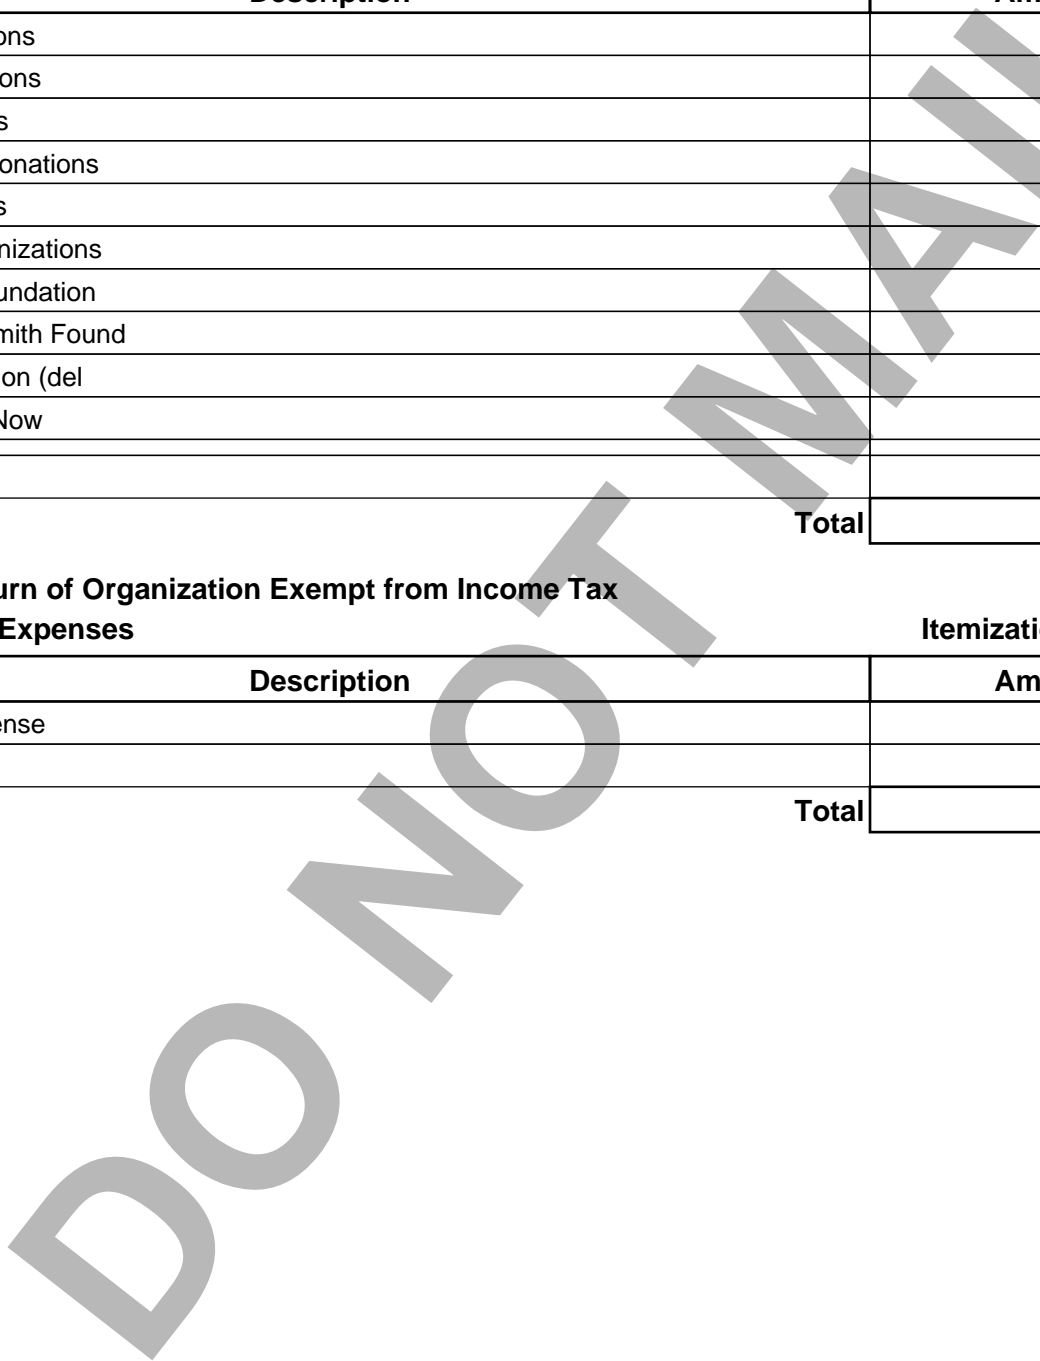 Description Am
ons
ons
s
onations
s
nizations
undation
mith Found
on (del
Now
Total
urn of Organization Exempt from Income Tax
Expenses Itemizati
Description Am
ense
Total
DO NOT MAIL